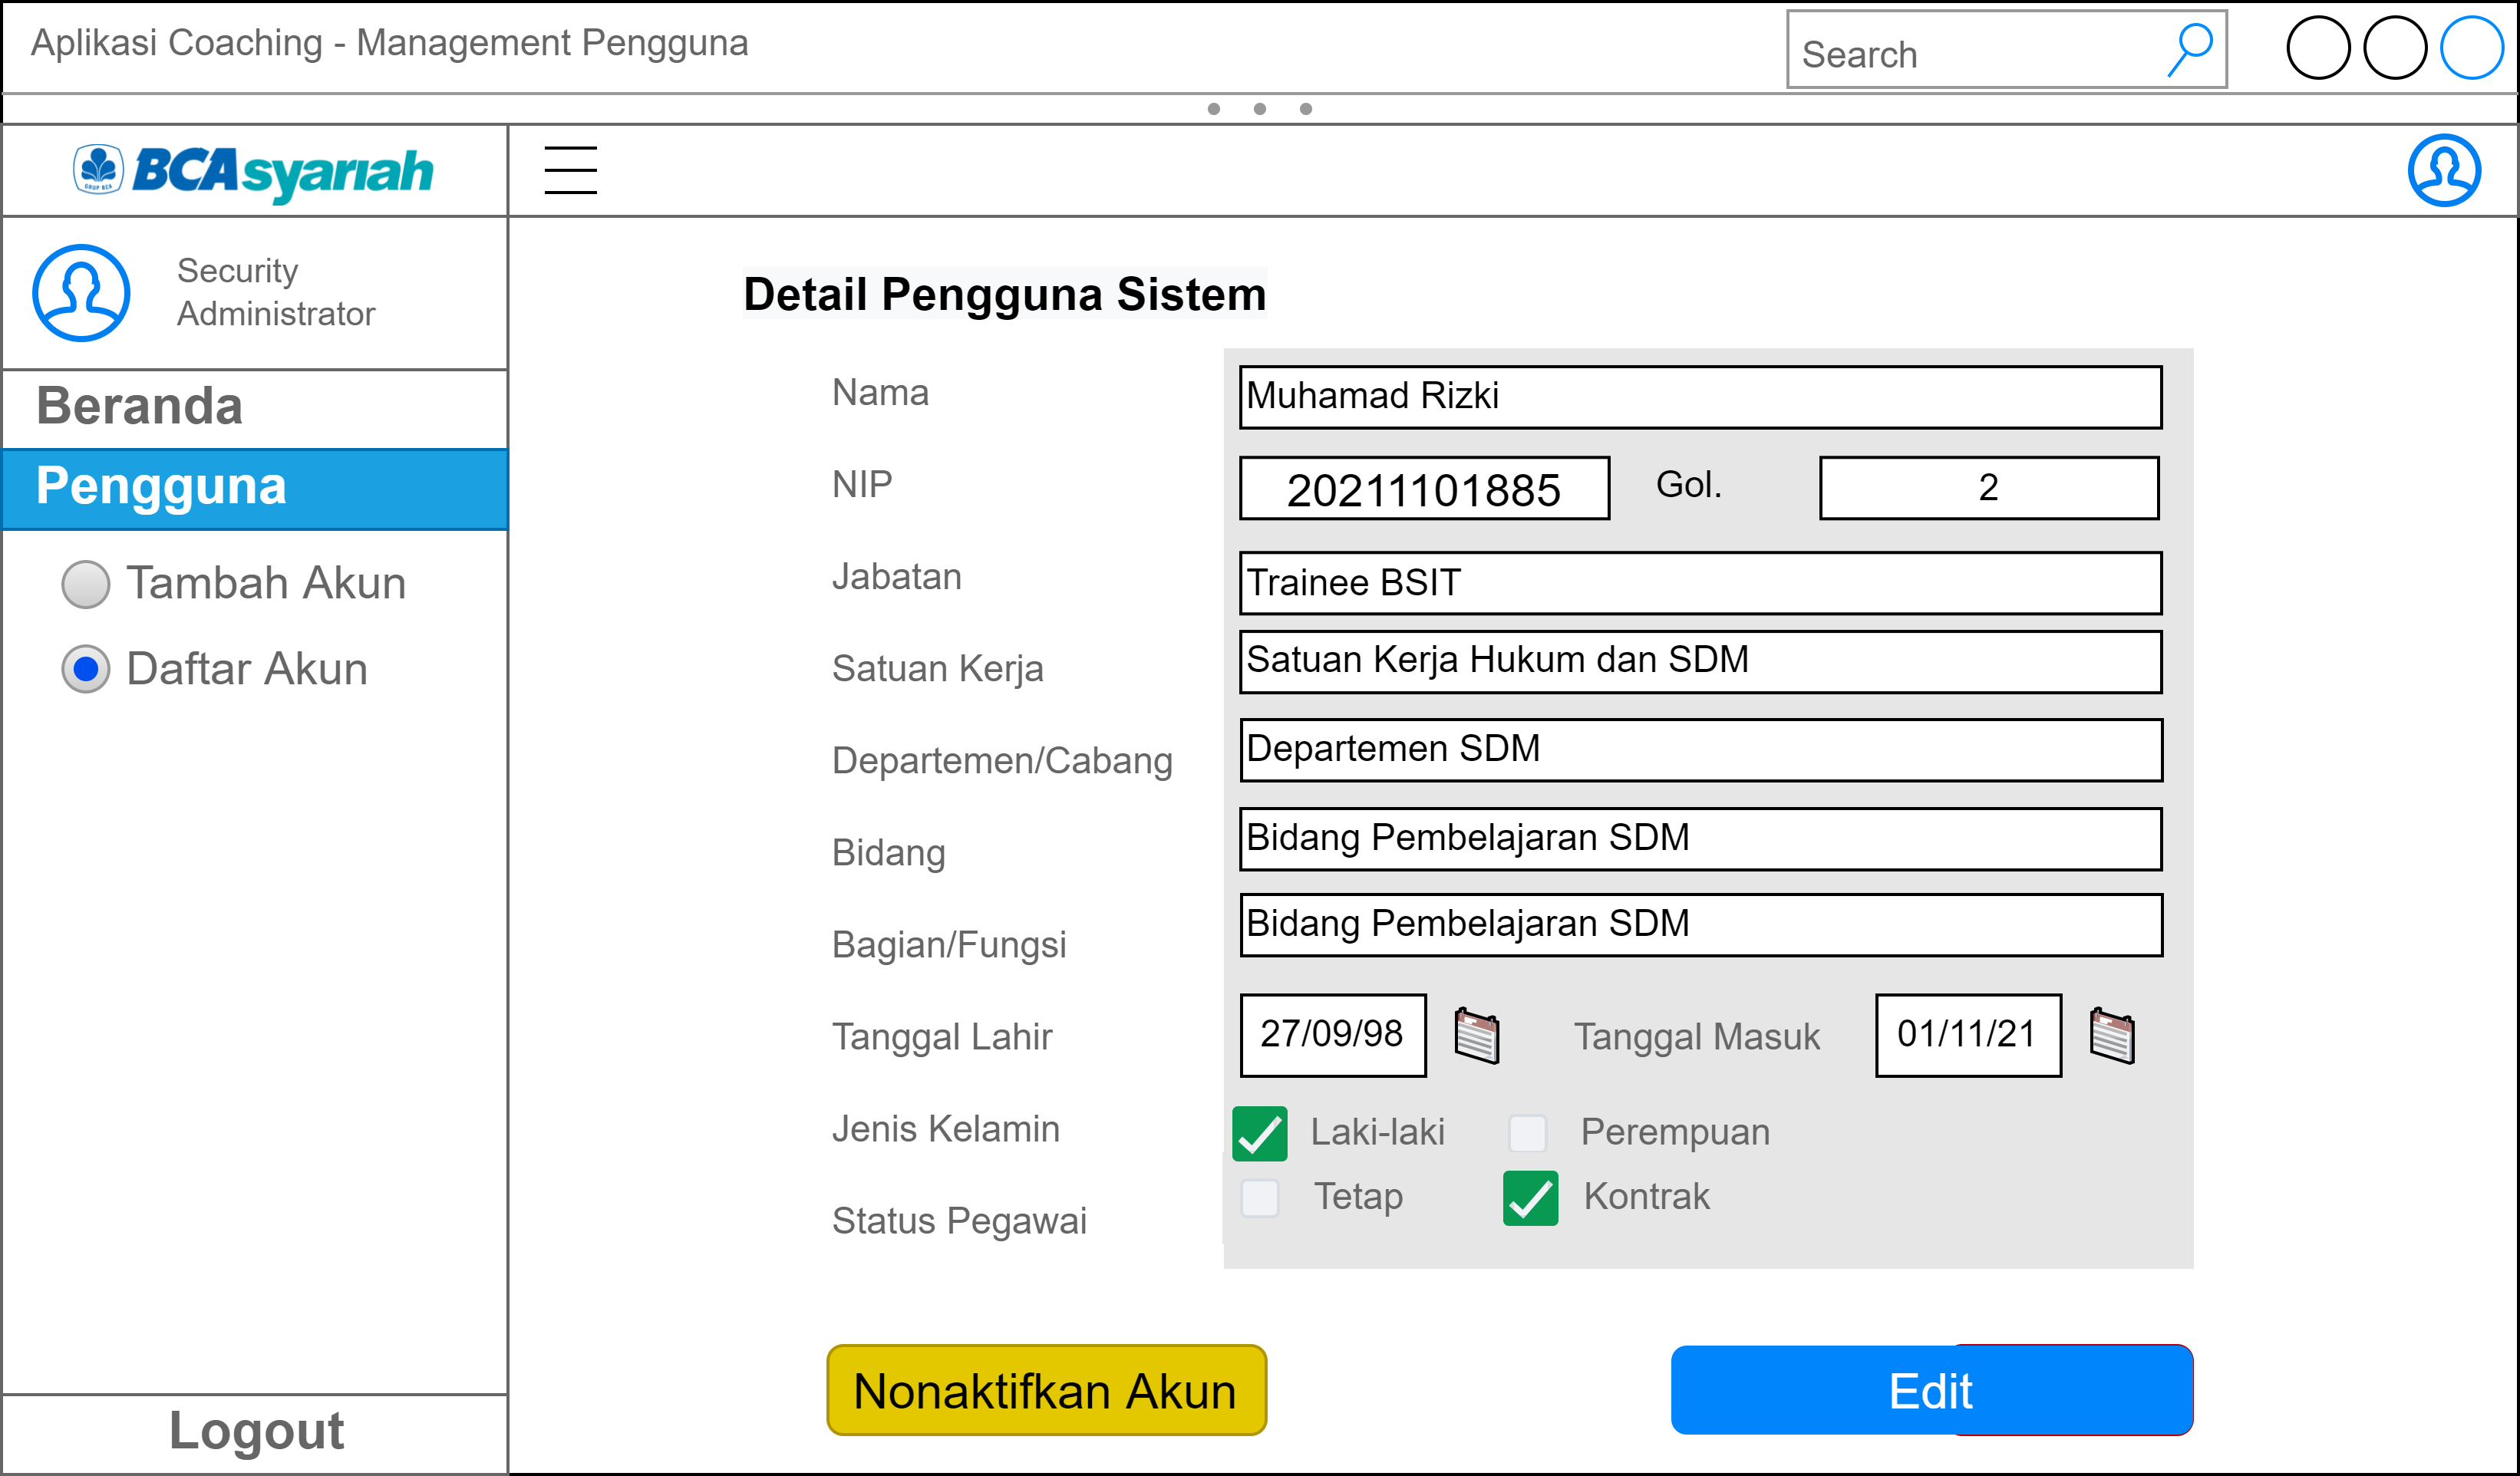 Aplikasi Coaching - Management Pengguna
Search
GRUP BCA
BCAsyariah
Security
Administrator
Beranda
Pengguna
Tambah Akun
Daftar Akun
Logout
Detail Pengguna Sistem
Nama Muhamad Rizki
NIP 20211101885 Gol. 2
Jabatan Trainee BSIT
Satuan Kerja Satuan Kerja Hukum dan SDM
Departemen/Cabang Departemen SDM
Bidang Bidang Pembelajaran SDM
Bagian/Fungsi Bidang Pembelajaran SDM
Tanggal Lahir 27/09/98 Tanggal Masuk 01/11/21
Jenis Kelamin Laki-laki Perempuan
Status Pegawai Tetap Kontrak
Nonaktifkan Akun Edit